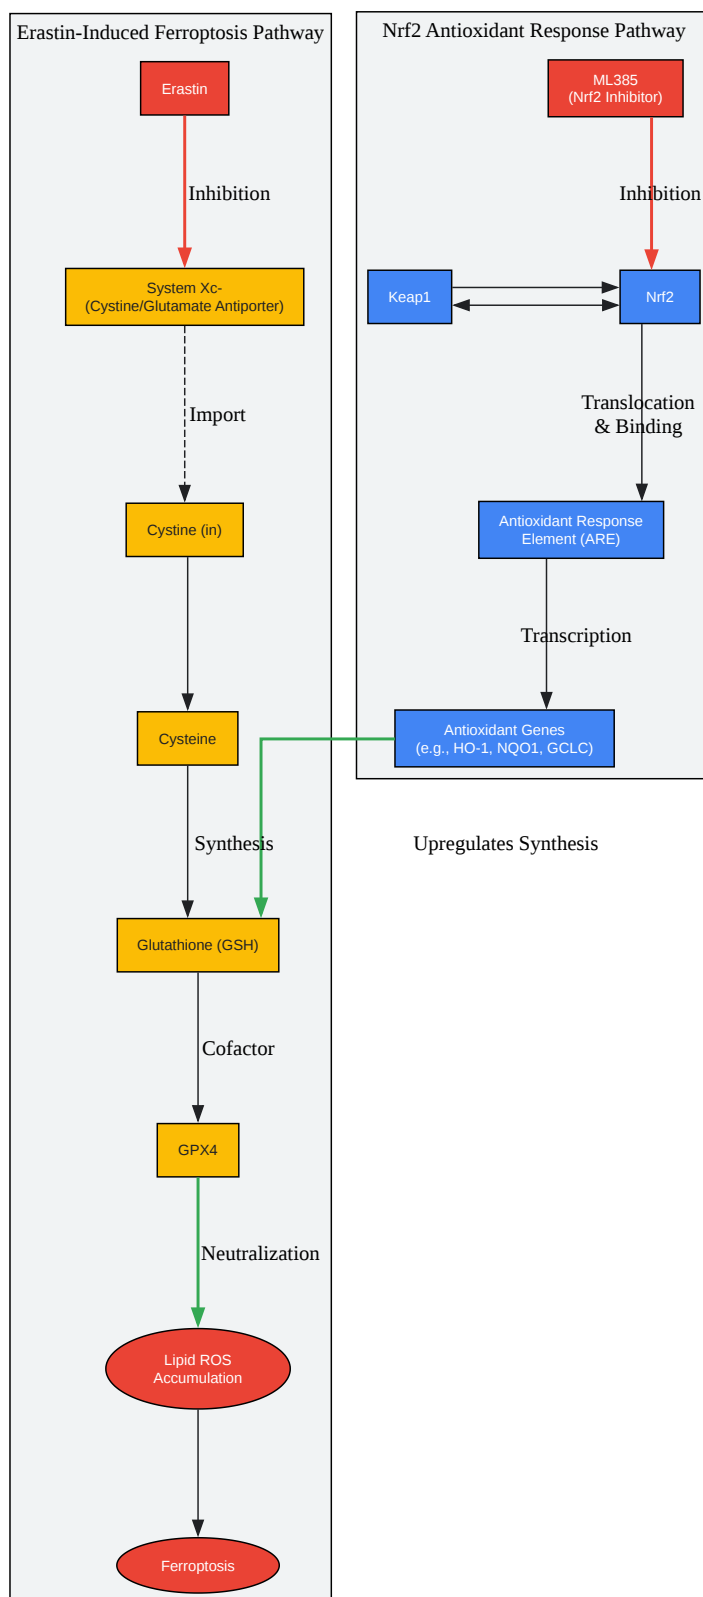 Erastin-Induced Ferroptosis Pathway
Erastin
Inhibition
System Xc-
(Cystine/Glutamate Antiporter)
Import
Cystine (in)
Cysteine
Synthesis
Glutathione (GSH)
Cofactor
GPX4
Neutralization
Lipid ROS
Accumulation
Ferroptosis
Nrf2 Antioxidant Response Pathway
ML385
(Nrf2 Inhibitor)
Inhibition
Keap1
Nrf2
Translocation
& Binding
Antioxidant Response
Element (ARE)
Transcription
Antioxidant Genes
(e.g., HO-1, NQO1, GCLC)
Upregulates Synthesis